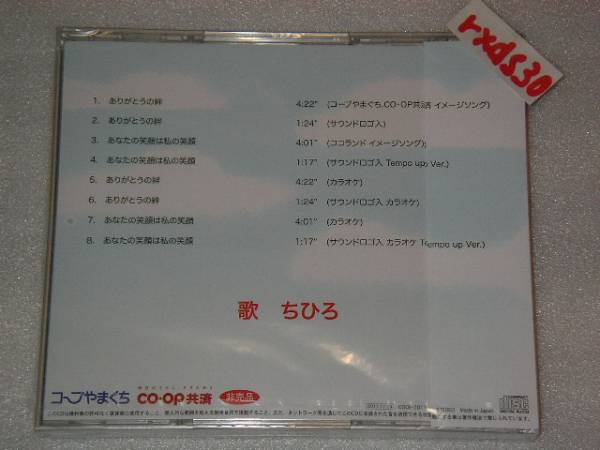 rxds30
1. ありがとうの絆 4:22" (コープやまぐち.CO・OP共済 イメージソング)
2. ありがとうの絆 1:24" (サウンドロゴ入)
3. あなたの笑顔は私の笑顔 4:01" (ココランド イメージソング)
4. あなたの笑顔は私の笑顔 1:17" (サウンドロゴ入 Tempo up Ver.)
5. ありがとうの絆 4:22" (カラオケ)
6. ありがとうの絆 1:24" (サウンドロゴ入 カラオケ)
7. あなたの笑顔は私の笑顔 4:01" (カラオケ)
8. あなたの笑顔は私の笑顔 1:17" (サウンドロゴ入 カラオケ Tempo up Ver.)
歌 ちひろ
コープやまぐち CO・OP共済 非売品
Made in Japan